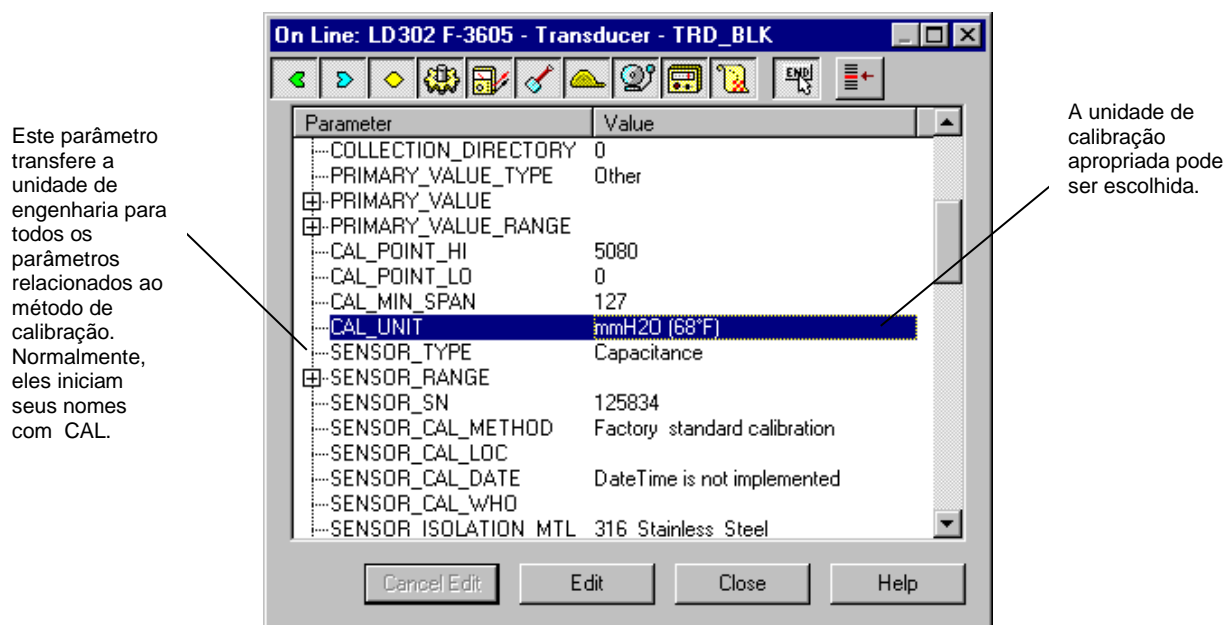 On Line: LD302 F-3605 - Transducer - TRD_BLK
END
Este parâmetro
transfere a
unidade de
engenharia para
todos os
parâmetros
relacionados ao
método de
calibração.
Normalmente,
eles iniciam
seus nomes
com CAL.
Parameter Value
COLLECTION_DIRECTORY 0
PRIMARY_VALUE_TYPE Other
PRIMARY_VALUE
PRIMARY_VALUE_RANGE
CAL_POINT_HI 5080
CAL_POINT_LO 0
CAL_MIN_SPAN 127
CAL_UNIT mmH2O (68°F)
SENSOR_TYPE Capacitance
SENSOR_RANGE
SENSOR_SN 125834
SENSOR_CAL_METHOD Factory standard calibration
SENSOR_CAL_LOC
SENSOR_CAL_DATE DateTime is not implemented
SENSOR_CAL_WHO
SENSOR_ISOLATION_MTL 316 Stainless Steel
A unidade de
calibração
apropriada pode
ser escolhida.
Cancel Edit Edit Close Help